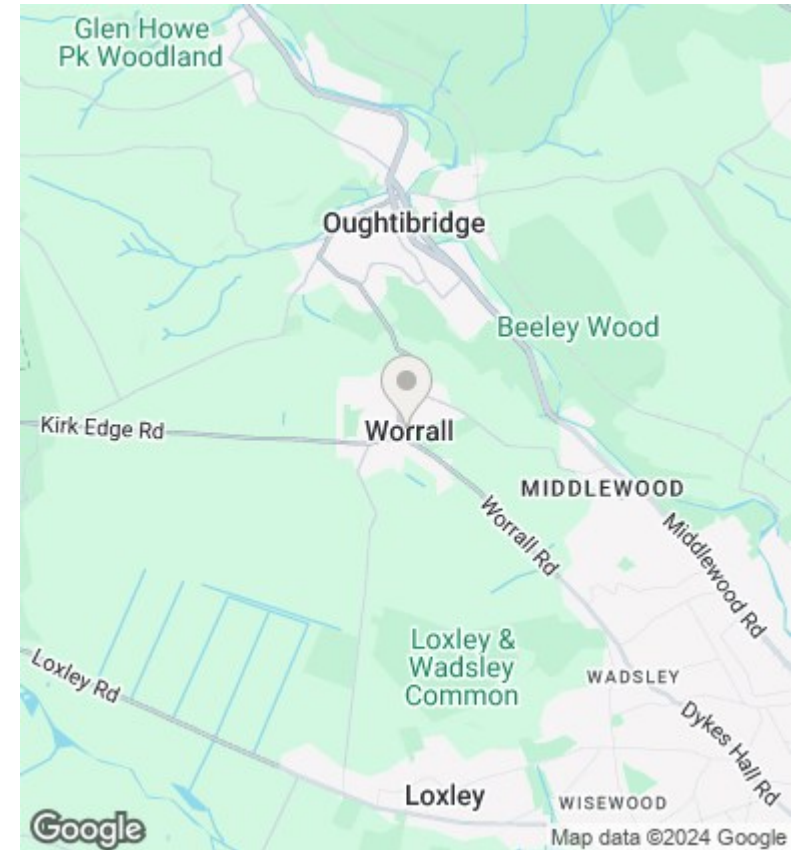 Glen Howe
Pk Woodland
Oughtibridge
Beeley Wood
Kirk Edge Rd
Worrall
MIDDLEWOOD
Worrall Rd
Middlewood Rd
Loxley &
Wadsley
Common
Loxley Rd
WADSLEY
Dykes Hall Rd
Loxley
WISEWOOD
Google
Map data ©2024 Google